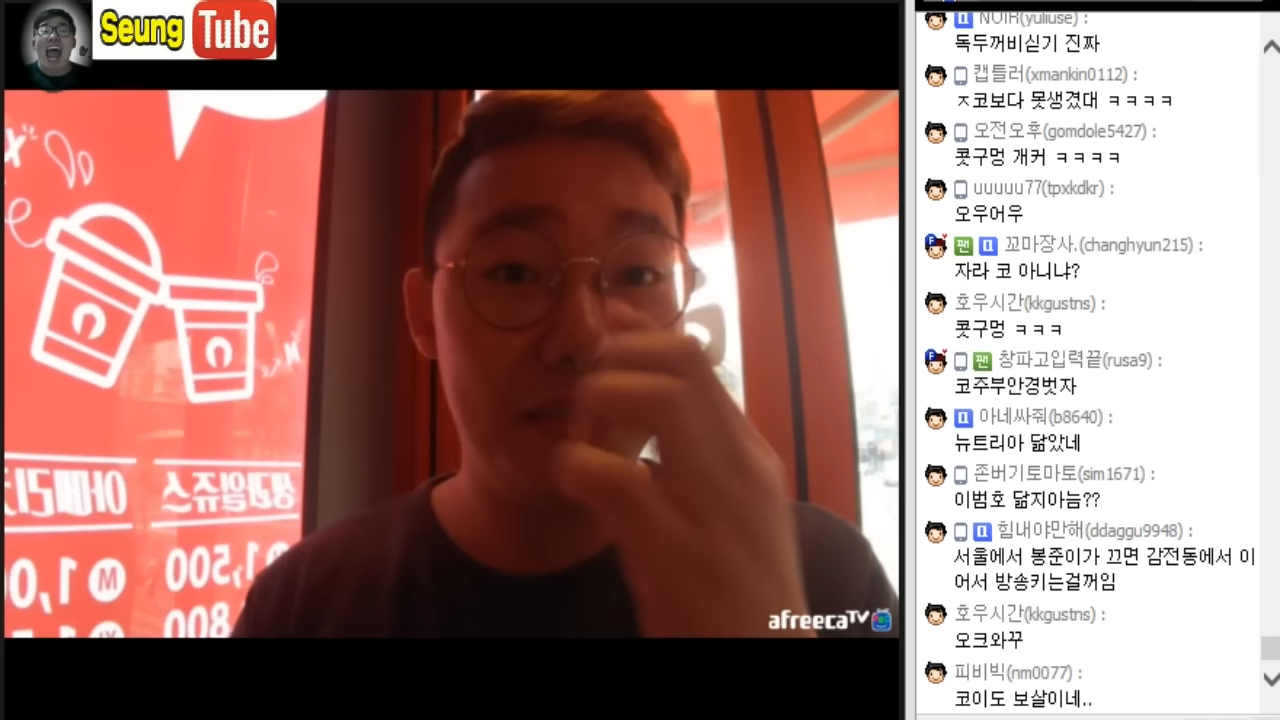 Seung Tube
1,500
800
afreecaTV
NOIR(yuliuse) :
독두꺼비싣기 진짜
캡틀러(xmankin0112) :
ㅈ코보다 못생겼대 ㅋㅋㅋㅋ
오전오후(gomdole5427) :
콧구멍 개커 ㅋㅋㅋㅋ
uuuuu77(tpxkdkr) :
오우어우
팬 꼬마장사.(changhyun215) :
자라 코 아니냐?
호우시간(kkgustns) :
콧구멍 ㅋㅋㅋ
팬 창파고입력끝(rusa9) :
코주부안경벗자
아네싸줘(b8640) :
뉴트리아 닮았네
존버기토마토(sim1671) :
이범호 닮지아늠??
힘내야만해(ddaggu9948) :
서울에서 봉준이가 끄면 감전동에서 이
어서 방송키는걸꺼임
호우시간(kkgustns) :
오크와꾸
피비빅(nm0077) :
코이도 보살이네..